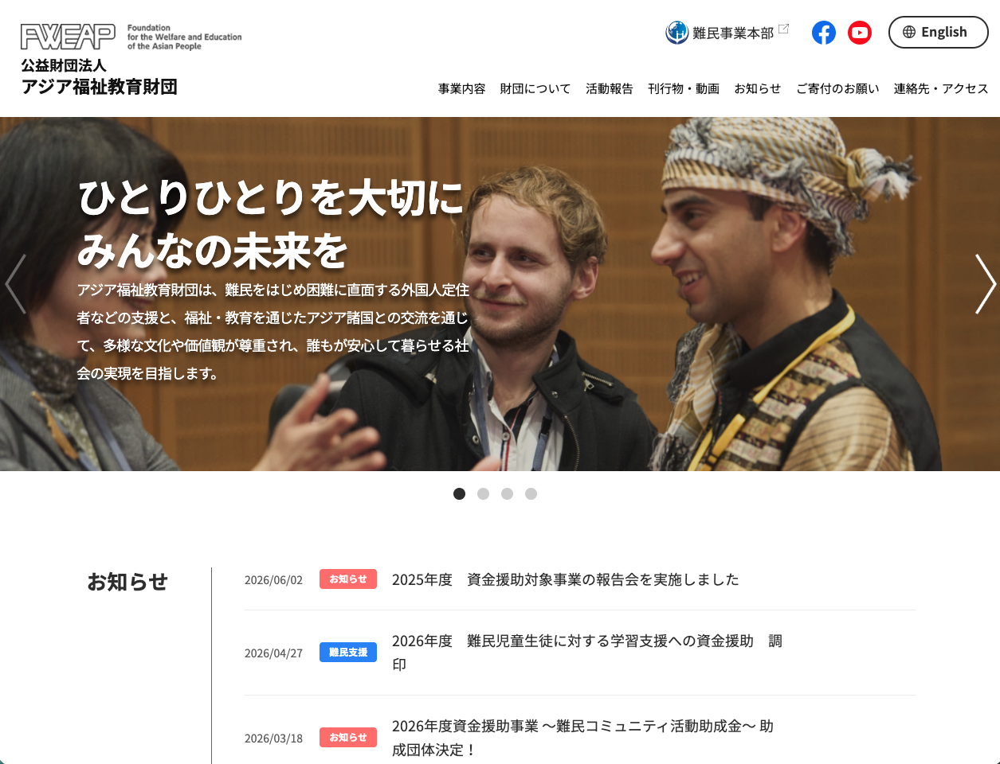 FWEAP
Foundation
for the Welfare and Education
of the Asian People
公益財団法人
アジア福祉教育財団
難民事業本部
English
事業内容 財団について 活動報告 刊行物・動画 お知らせ ご寄付のお願い 連絡先・アクセス
ひとりひとりを大切に
みんなの未来を
アジア福祉教育財団は、難民をはじめ困難に直面する外国人定住
者などの支援と、福祉・教育を通じたアジア諸国との交流を通じ
て、多様な文化や価値観が尊重され、誰もが安心して暮らせる社
会の実現を目指します。
お知らせ
2026/06/02 お知らせ 2025年度　資金援助対象事業の報告会を実施しました
2026/04/27 難民支援 2026年度　難民児童生徒に対する学習支援への資金援助　調
印
2026/03/18 お知らせ 2026年度資金援助事業 ～難民コミュニティ活動助成金～ 助
成団体決定！